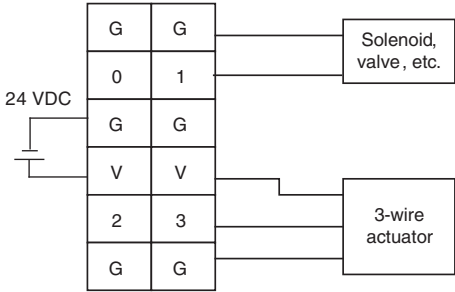 G G
Solenoid,
valve, etc.
0 1
24 VDC
G G
V V
2 3
3-wire
actuator
G G